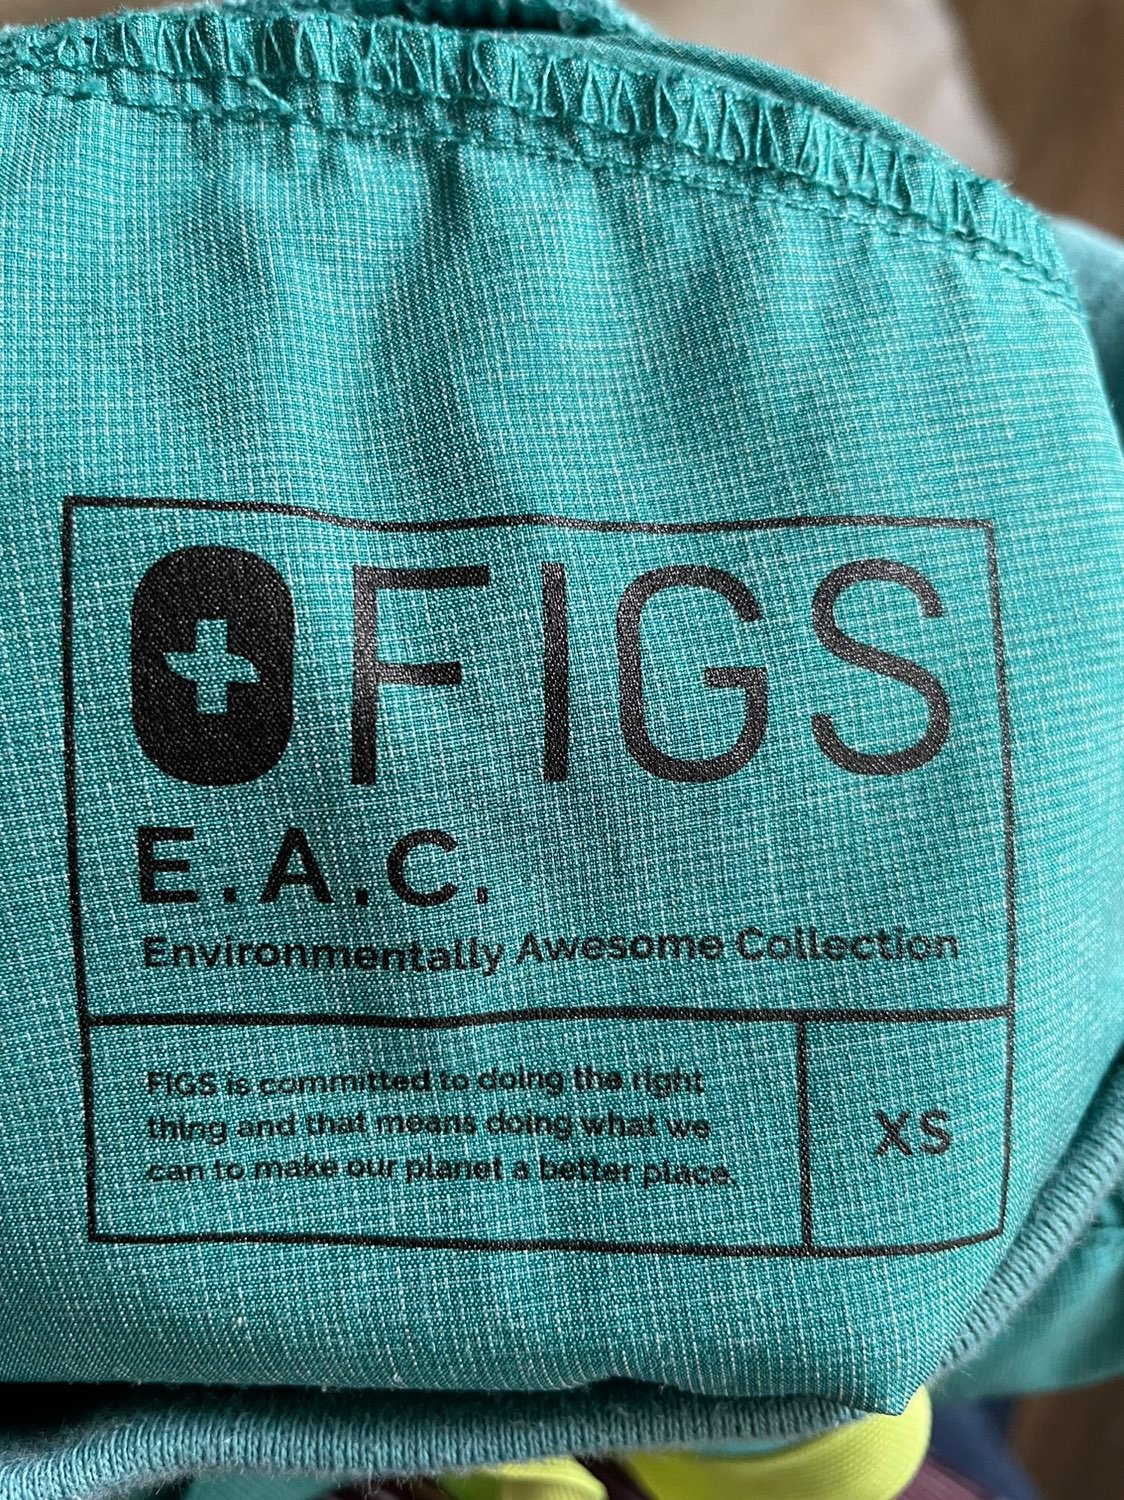 FIGS
E.A.C.
Environmentally Awesome Collection
FIGS is committed to doing the right
thing and that means doing what we
can to make our planet a better place.
XS